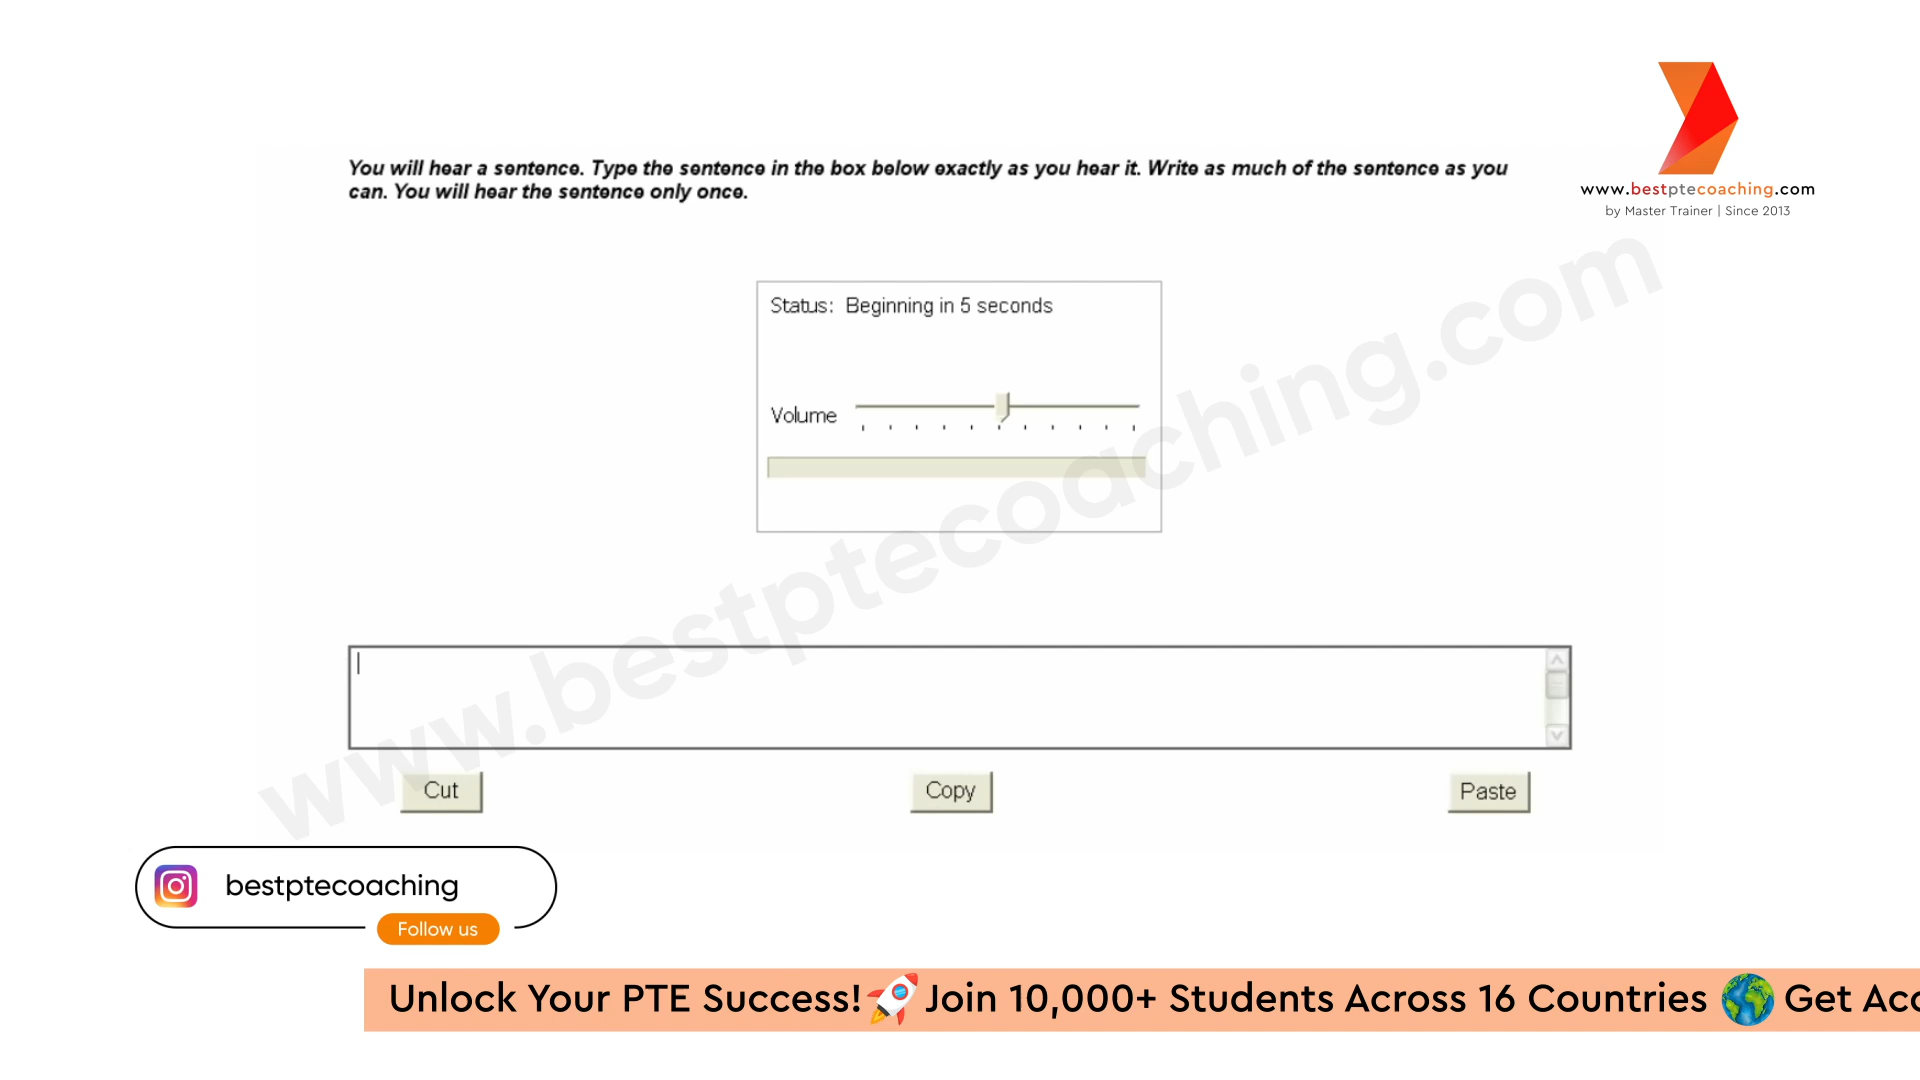 You will hear a sentence. Type the sentence in the box below exactly as you hear it. Write as much of the sentence as you
can. You will hear the sentence only once.
www.bestptecoaching.com
by Master Trainer | Since 2013
Status: Beginning in 5 seconds
Volume
www.bestptecoaching.com
Cut
Copy
Paste
bestptecoaching
Follow us
Unlock Your PTE Success!🚀Join 10,000+ Students Across 16 Countries 🌍 Get